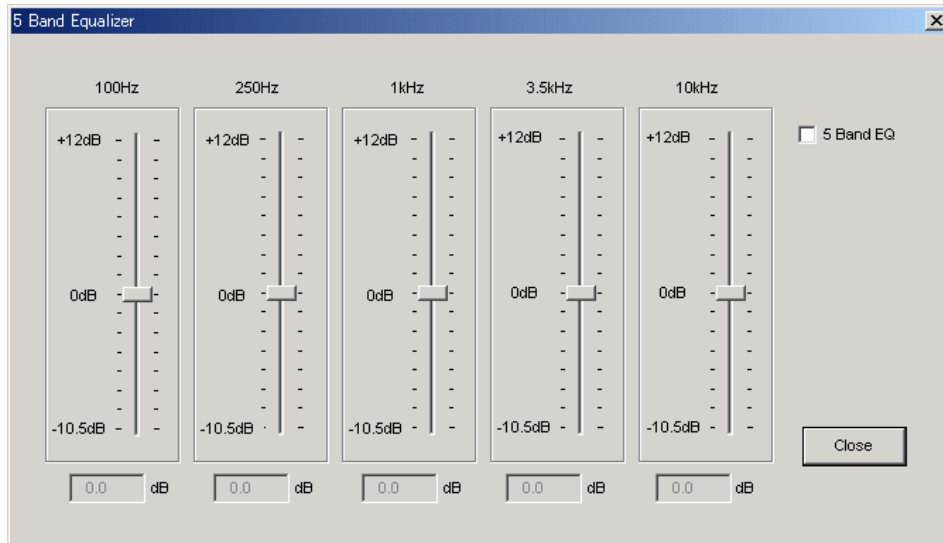 5 Band Equalizer
100Hz 250Hz 1kHz 3.5kHz 10kHz
+12dB +12dB +12dB +12dB +12dB 5 Band EQ
0dB 0dB 0dB 0dB 0dB
-10.5dB -10.5dB -10.5dB -10.5dB -10.5dB
Close
0.0 dB 0.0 dB 0.0 dB 0.0 dB 0.0 dB